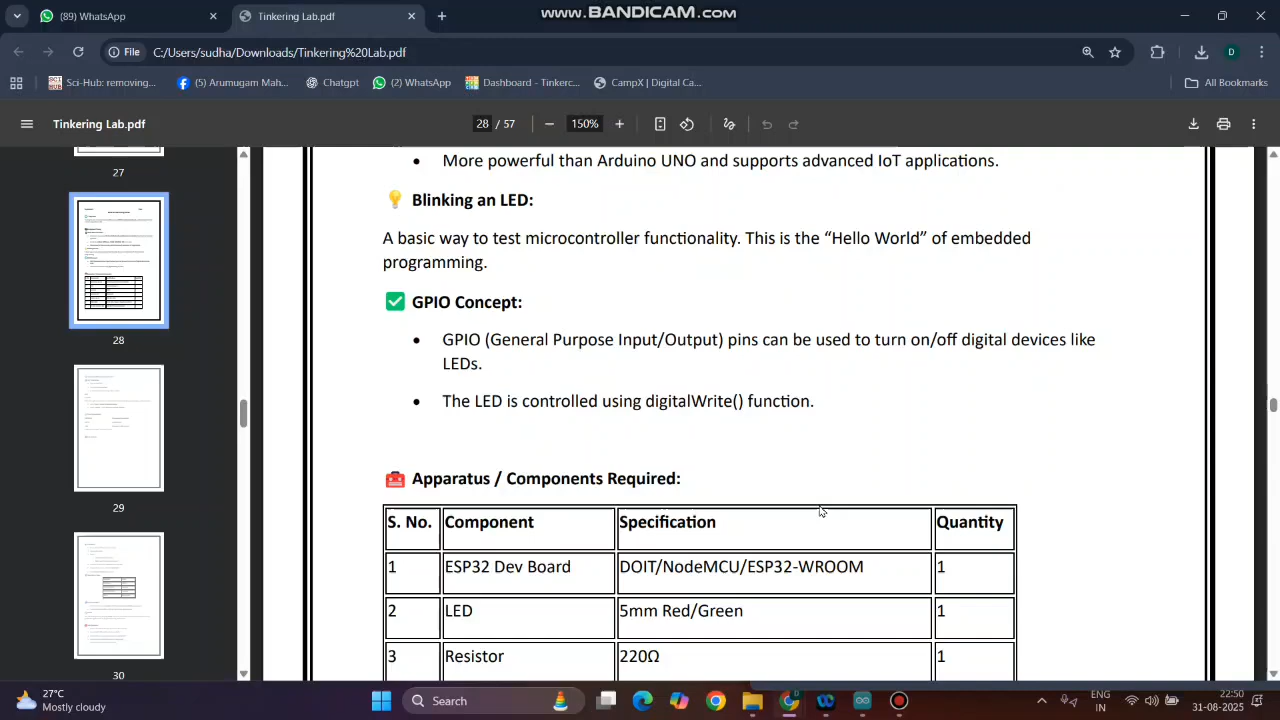 www.BANDICAM.com
(89) WhatsApp
Tinkering Lab.pdf
File
C:/Users/sudha/Downloads/Tinkering%20Lab.pdf
D
Sci-Hub: removing...
(5) Arumugam Mah...
Chatgpt
(2) WhatsApp
Dashboard - Tinkerc...
CampX | Digital Ca...
All Bookmarks
Tinkering Lab.pdf
28 / 57
150%
27
28
29
30
• More powerful than Arduino UNO and supports advanced IoT applications.
💡 Blinking an LED:
A basic way to test microcontroller functionality. This is the “Hello World” of embedded
programming.
✅ GPIO Concept:
• GPIO (General Purpose Input/Output) pins can be used to turn on/off digital devices like
LEDs.
• The LED is controlled using digitalWrite() function.
🧰 Apparatus / Components Required:
S. No. Component Specification Quantity
1 ESP32 Dev Board DOIT/NodeMCU/ESP32-WROOM 1
2 LED 5mm Red/Green 1
3 Resistor 220Ω 1
27°C
Mostly cloudy
Search
ENG
IN
22:50
31-08-2025